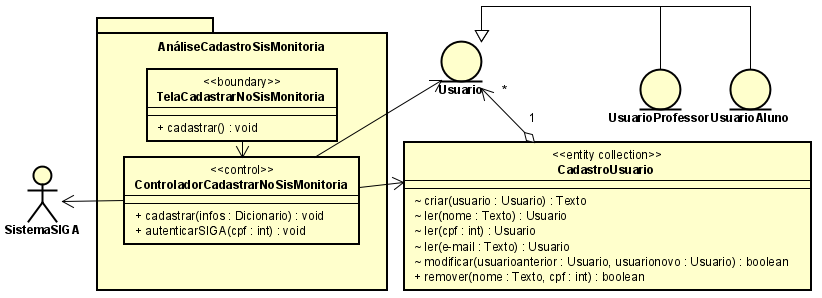 AnáliseCadastroSisMonitoria
<<boundary>>
TelaCadastrarNoSisMonitoria
+ cadastrar() : void
<<control>>
ControladorCadastrarNoSisMonitoria
+ cadastrar(infos : Dicionario) : void
+ autenticarSIGA(cpf : int) : void
SistemaSIGA
Usuario
*
1
UsuarioProfessor
UsuarioAluno
<<entity collection>>
CadastroUsuario
~ criar(usuario : Usuario) : Texto
~ ler(nome : Texto) : Usuario
~ ler(cpf : int) : Usuario
~ ler(e-mail : Texto) : Usuario
~ modificar(usuarioanterior : Usuario, usuarionovo : Usuario) : boolean
+ remover(nome : Texto, cpf : int) : boolean